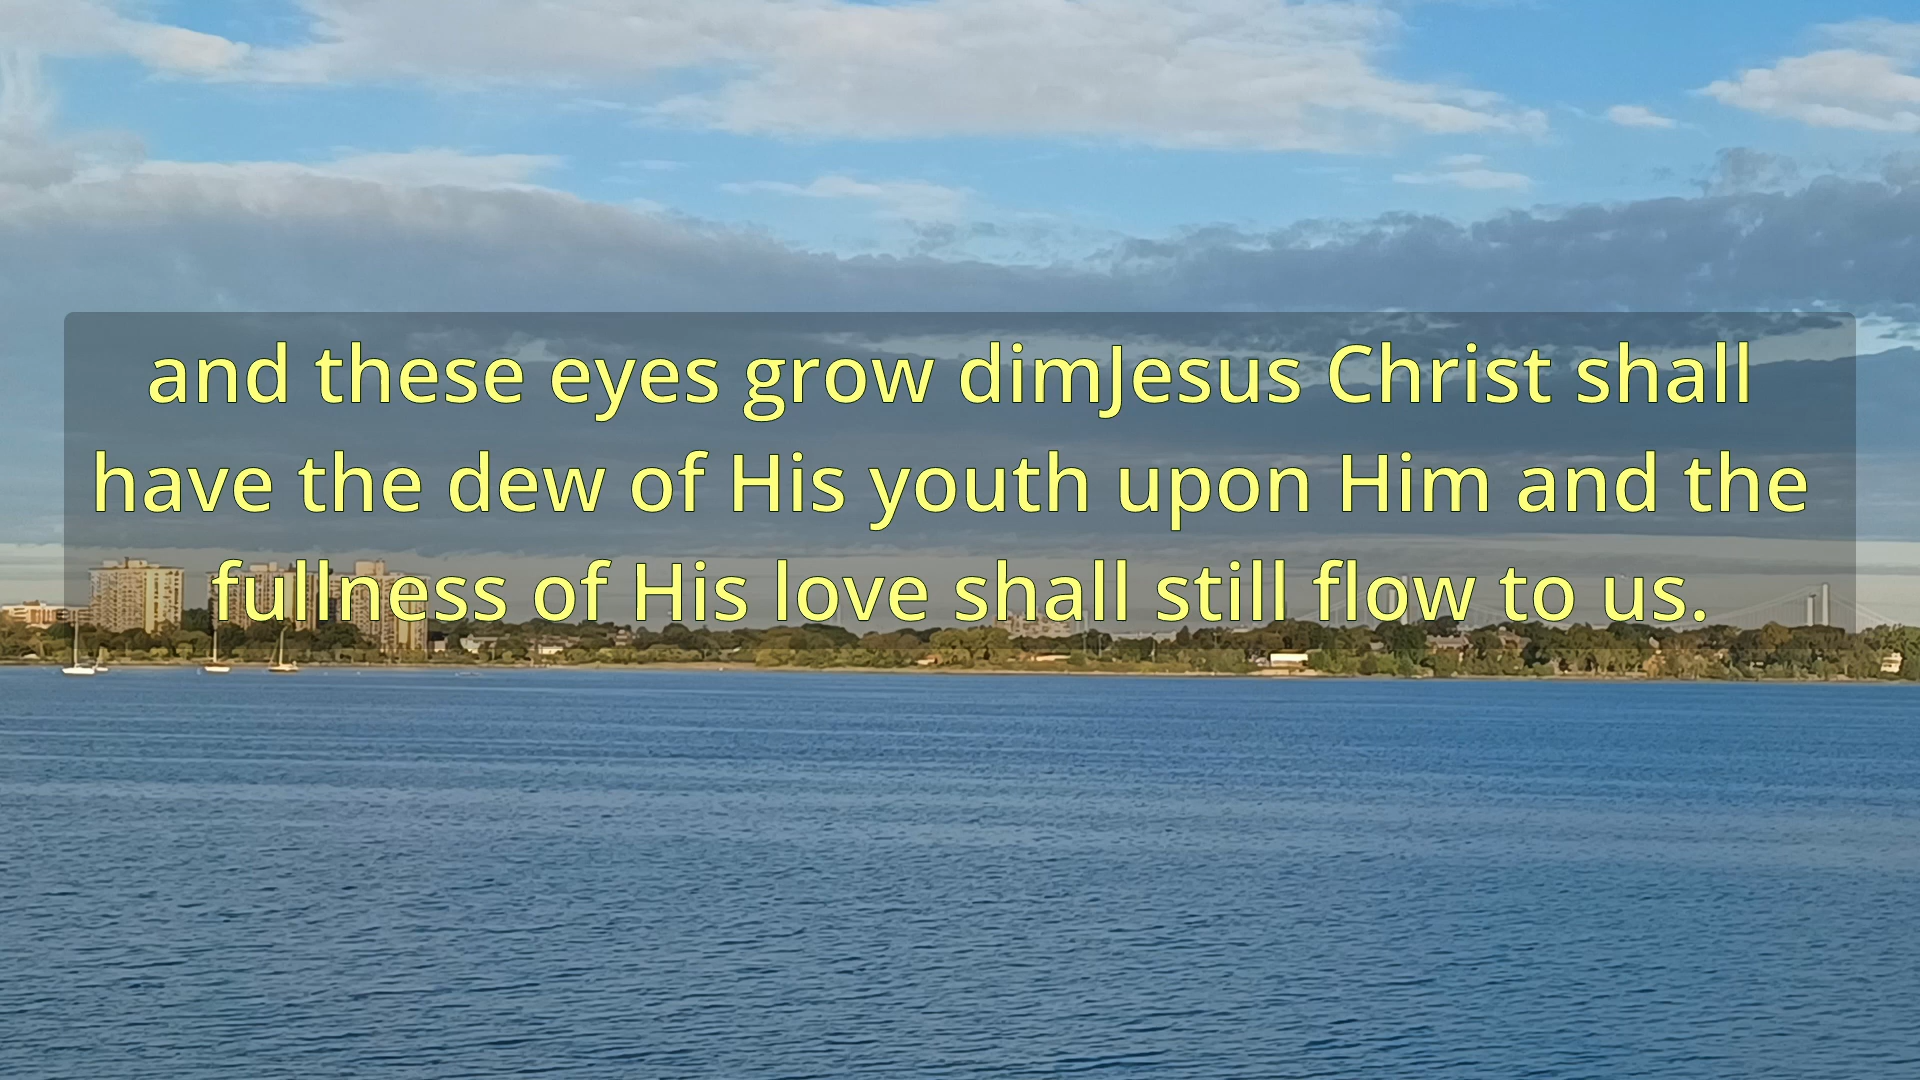 and these eyes grow dimJesus Christ shall
have the dew of His youth upon Him and the
fullness of His love shall still flow to us.